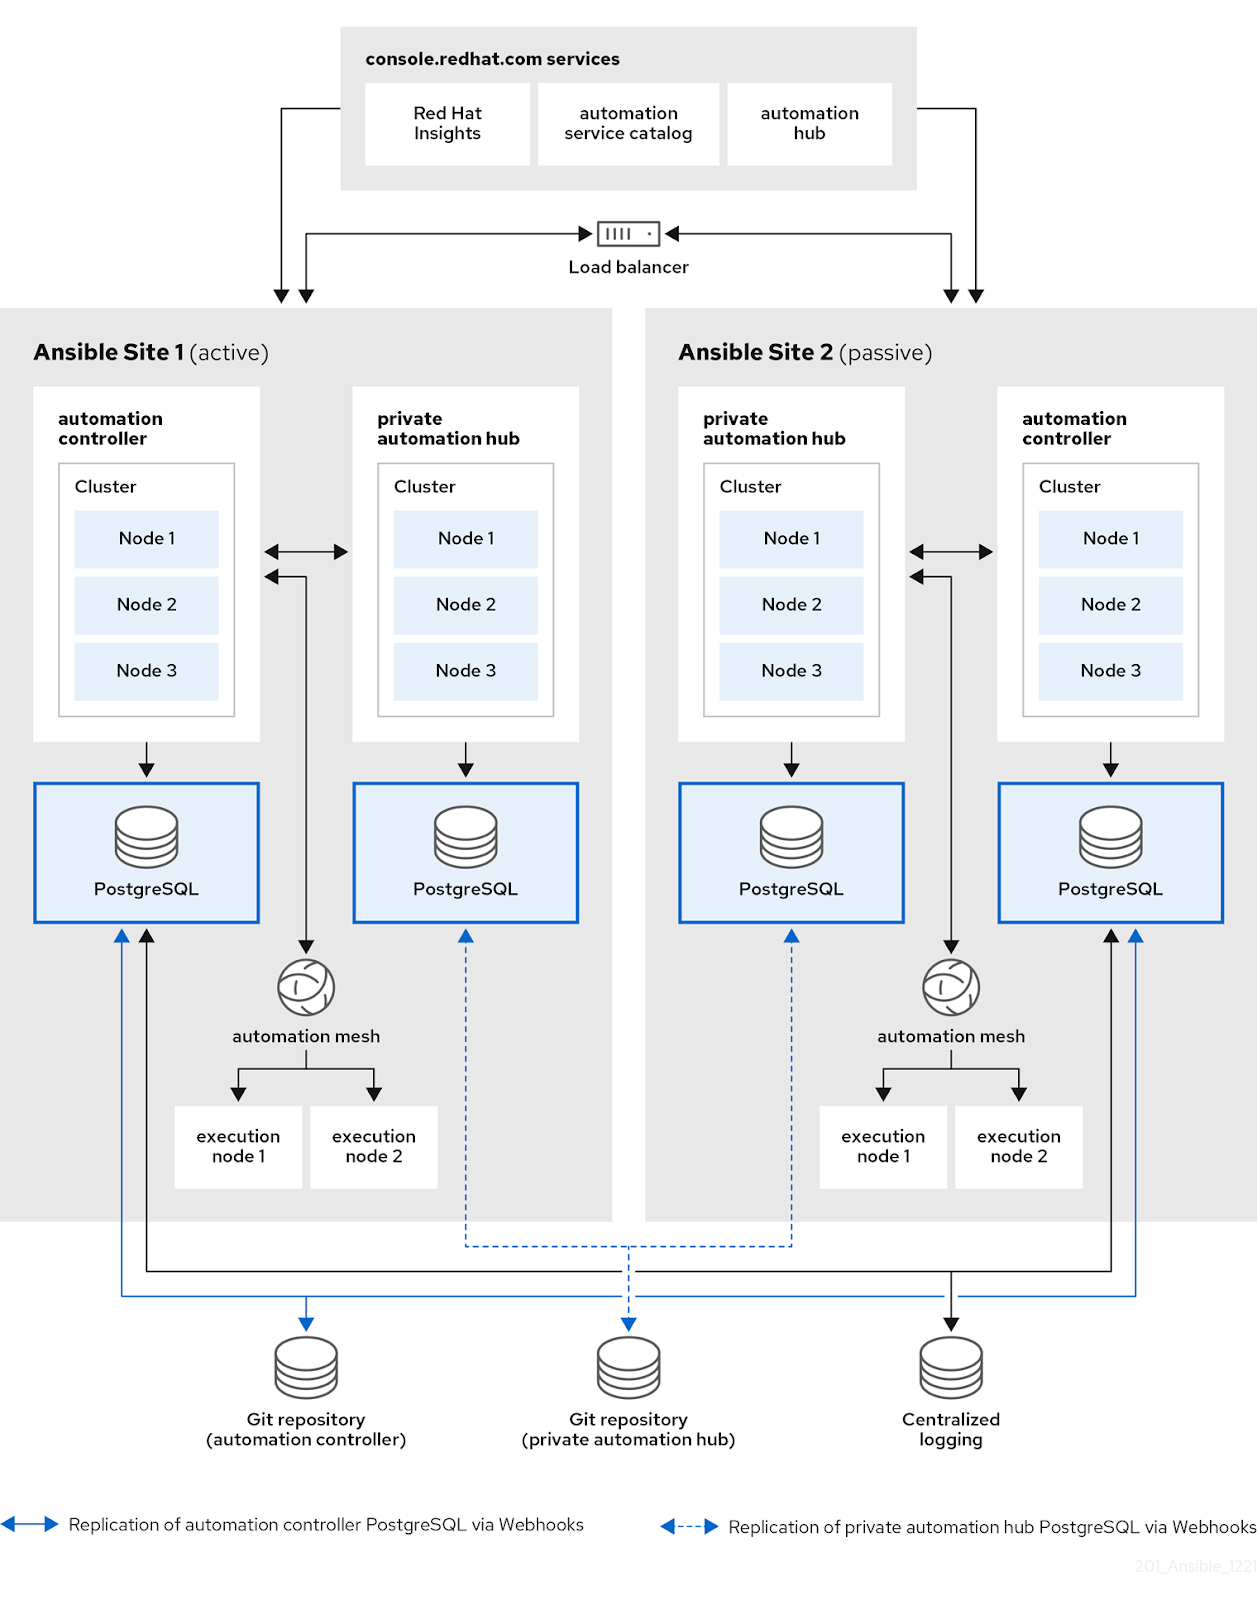 console.redhat.com services
Red Hat
Insights
automation
service catalog
automation
hub
Load balancer
Ansible Site 1 (active)
automation
controller
Cluster
Node 1
Node 2
Node 3
private
automation hub
Cluster
Node 1
Node 2
Node 3
PostgreSQL
PostgreSQL
automation mesh
execution
node 1
execution
node 2
Ansible Site 2 (passive)
private
automation hub
Cluster
Node 1
Node 2
Node 3
automation
controller
Cluster
Node 1
Node 2
Node 3
PostgreSQL
PostgreSQL
automation mesh
execution
node 1
execution
node 2
Git repository
(automation controller)
Git repository
(private automation hub)
Centralized
logging
Replication of automation controller PostgreSQL via Webhooks
Replication of private automation hub PostgreSQL via Webhooks
201_Ansible_1221